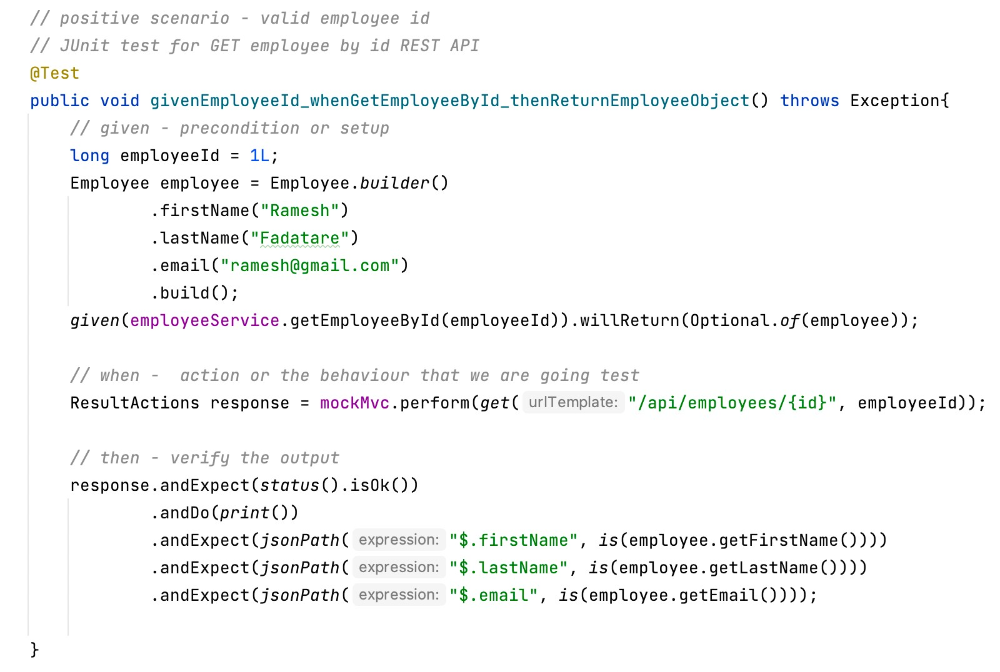 // positive scenario - valid employee id
// JUnit test for GET employee by id REST API
@Test
public void givenEmployeeId_whenGetEmployeeById_thenReturnEmployeeObject() throws Exception{
// given - precondition or setup
long employeeId = 1L;
Employee employee = Employee.builder()
.firstName("Ramesh")
.lastName("Fadatare")
.email("ramesh@gmail.com")
.build();
given(employeeService.getEmployeeById(employeeId)).willReturn(Optional.of(employee));
// when -  action or the behaviour that we are going test
ResultActions response = mockMvc.perform(get( urlTemplate: "/api/employees/{id}", employeeId));
// then - verify the output
response.andExpect(status().isOk())
.andDo(print())
.andExpect(jsonPath( expression: "$.firstName", is(employee.getFirstName())))
.andExpect(jsonPath( expression: "$.lastName", is(employee.getLastName())))
.andExpect(jsonPath( expression: "$.email", is(employee.getEmail())));
}